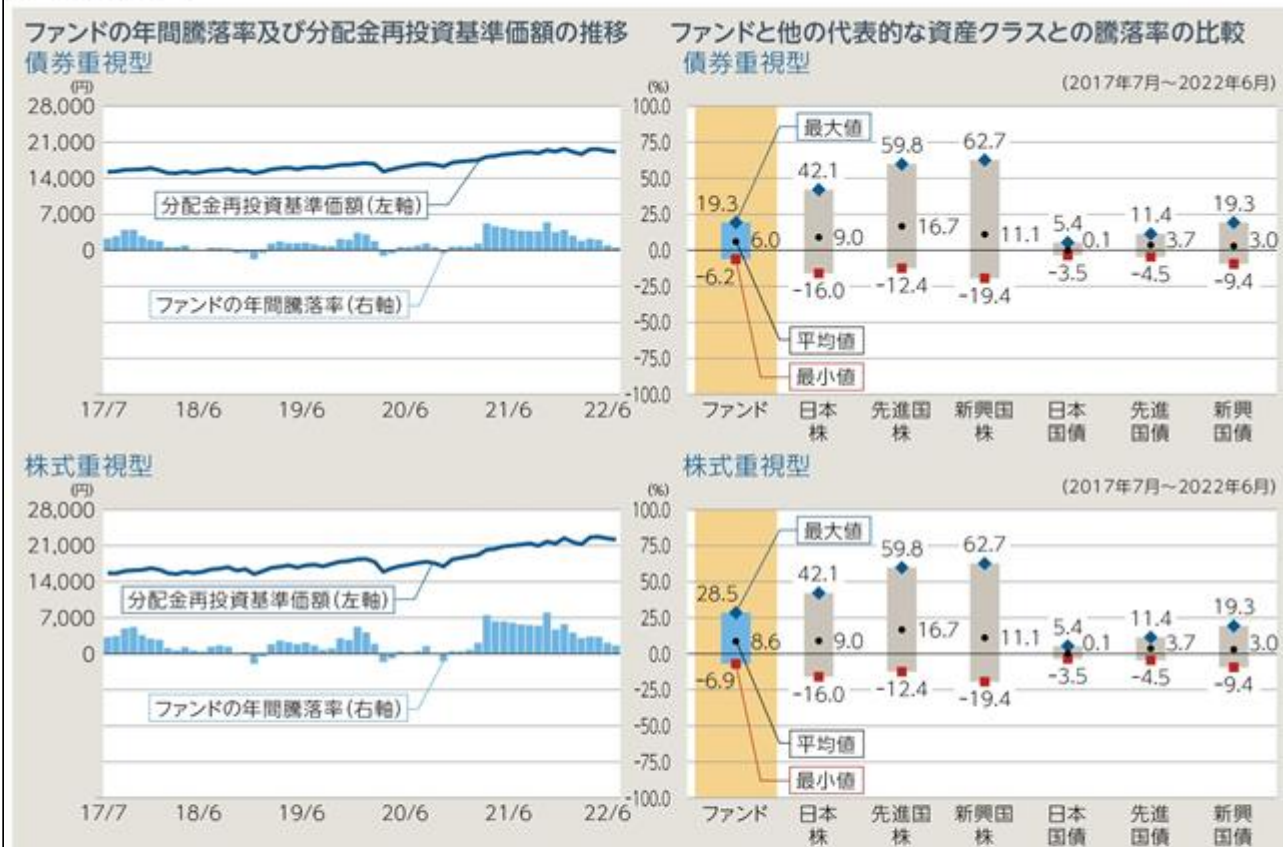 ファンドの年間騰落率及び分配金再投資基準価額の推移
債券重視型
(円)
(%)
28,000
21,000
14,000
7,000
0
100.0
75.0
50.0
25.0
0.0
-25.0
-50.0
-75.0
-100.0
分配金再投資基準価額(左軸)
ファンドの年間騰落率(右軸)
17/7 18/6 19/6 20/6 21/6 22/6
ファンドと他の代表的な資産クラスとの騰落率の比較
債券重視型
(2017年7月~2022年6月)
最大値
平均値
最小値
19.3 42.1 59.8 62.7 5.4 11.4 19.3
6.0 9.0 16.7 11.1 0.1 3.7 3.0
-6.2 -16.0 -12.4 -19.4 -3.5 -4.5 -9.4
ファンド 日本 先進国 新興国 日本 先進 新興
株 株 株 国債 国債 国債
株式重視型
(円)
(%)
28,000
21,000
14,000
7,000
0
100.0
75.0
50.0
25.0
0.0
-25.0
-50.0
-75.0
-100.0
分配金再投資基準価額(左軸)
ファンドの年間騰落率(右軸)
17/7 18/6 19/6 20/6 21/6 22/6
株式重視型
(2017年7月~2022年6月)
最大値
平均値
最小値
28.5 42.1 59.8 62.7 5.4 11.4 19.3
8.6 9.0 16.7 11.1 0.1 3.7 3.0
-6.9 -16.0 -12.4 -19.4 -3.5 -4.5 -9.4
ファンド 日本 先進国 新興国 日本 先進 新興
株 株 株 国債 国債 国債